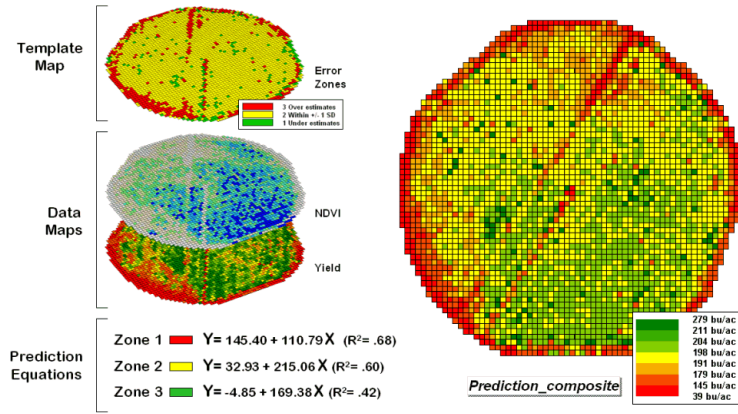 Template
Map
Error
Zones
3 Over estimates
2 Within +/- 1 SD
1 Under estimates
Data
Maps
NDVI
Yield
Prediction
Equations
Zone 1 Y= 145.40 + 110.79X (R²= .68)
Zone 2 Y= 32.93 + 215.06X (R²= .60)
Zone 3 Y= -4.85 + 169.38X (R²= .42)
Prediction_composite
279 bu/ac
211 bu/ac
204 bu/ac
198 bu/ac
191 bu/ac
179 bu/ac
145 bu/ac
39 bu/ac